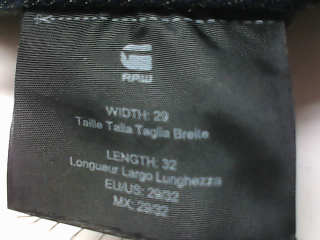 RAW
WIDTH: 29
Taille Talla Taglia Breite
LENGTH: 32
Longueur Largo Lunghezza
EU/US: 29/32
MX: 29/32